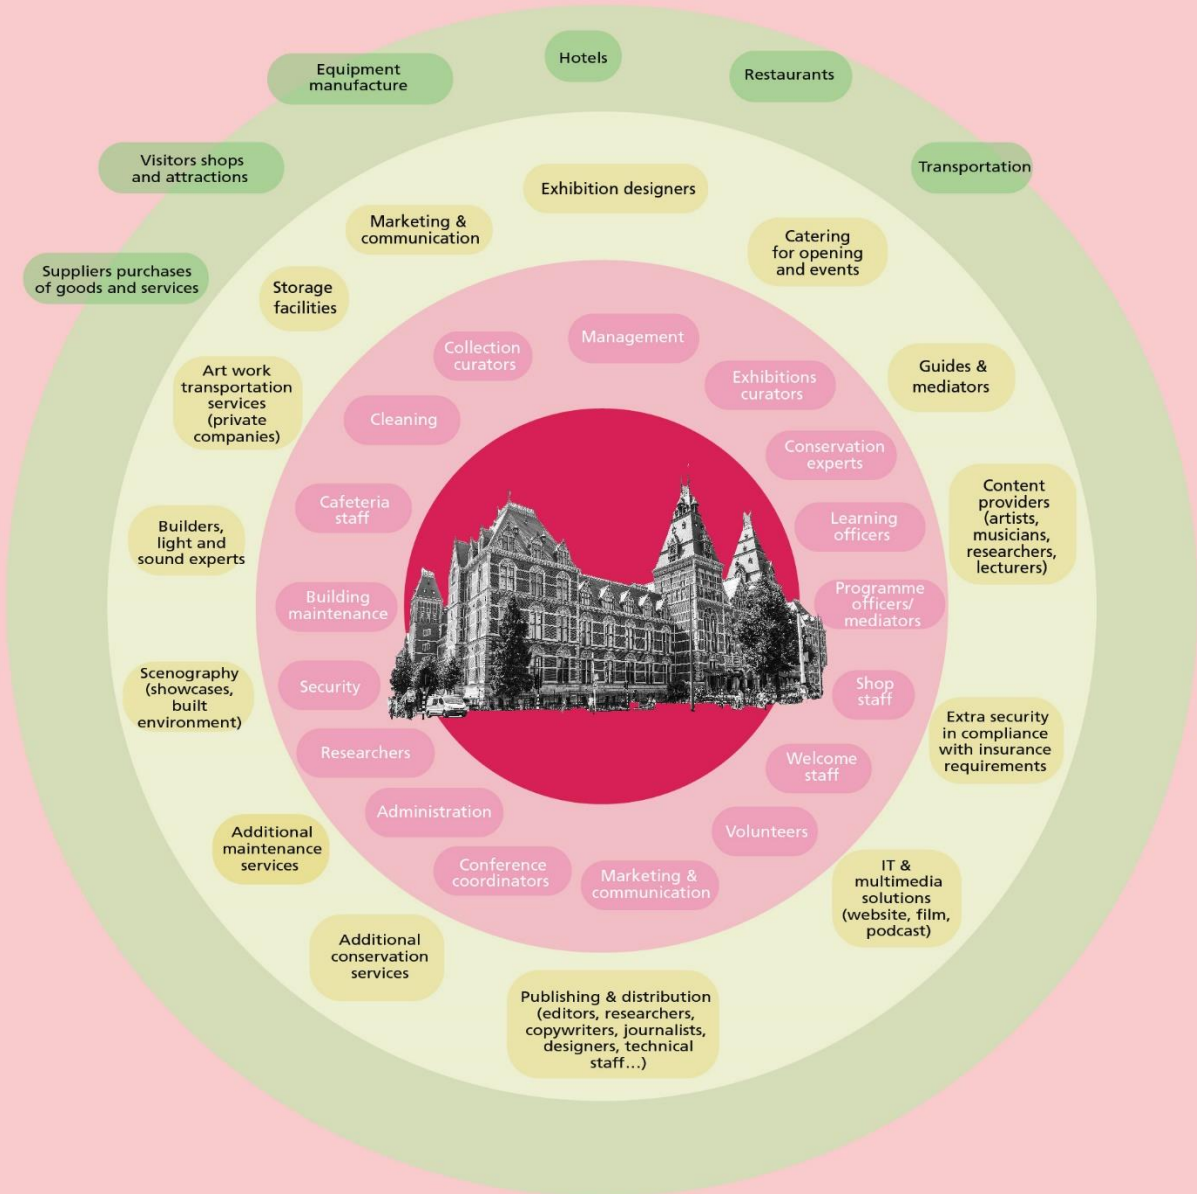 Hotels
Equipment
manufacture
Restaurants
Visitors shops
and attractions
Transportation
Suppliers purchases
of goods and services
Exhibition designers
Marketing &
communication
Catering
for opening
and events
Storage
facilities
Guides &
mediators
Art work
transportation
services
(private
companies)
Content
providers
(artists,
musicians,
researchers,
lecturers)
Builders,
light and
sound experts
Scenography
(showcases,
built
environment)
Extra security
in compliance
with insurance
requirements
Additional
maintenance
services
IT &
multimedia
solutions
(website, film,
podcast)
Additional
conservation
services
Publishing & distribution
(editors, researchers,
copywriters, journalists,
designers, technical
staff...)
Management
Collection
curators
Exhibitions
curators
Cleaning
Conservation
experts
Cafeteria
staff
Learning
officers
Building
maintenance
Programme
officers/
mediators
Security
Shop
staff
Researchers
Welcome
staff
Administration
Volunteers
Conference
coordinators
Marketing &
communication